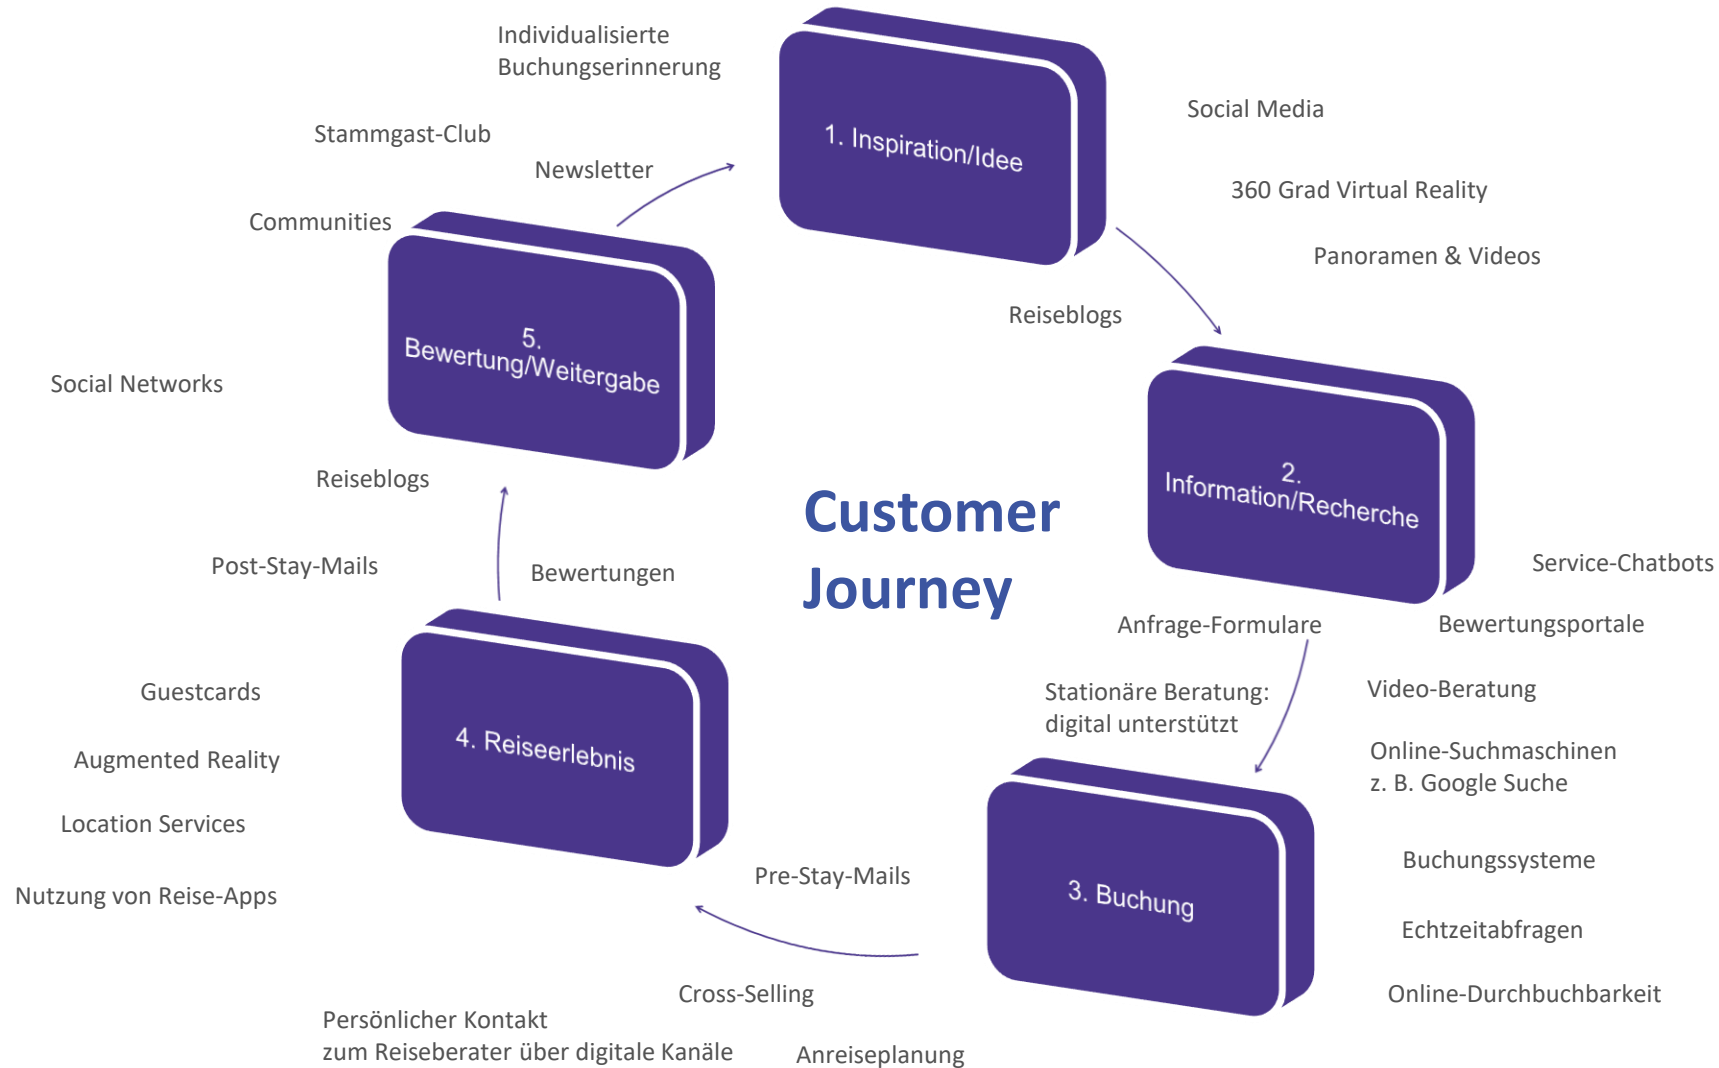 Individualisierte
Buchungserinnerung
Stammgast-Club
Newsletter
Communities
1. Inspiration/Idee
Social Media
360 Grad Virtual Reality
Panoramen & Videos
Reiseblogs
5.
Bewertung/Weitergabe
Social Networks
Reiseblogs
Post-Stay-Mails
Bewertungen
Customer
Journey
2.
Information/Recherche
Service-Chatbots
Anfrage-Formulare
Bewertungsportale
Stationäre Beratung:
digital unterstützt
Video-Beratung
Online-Suchmaschinen
z. B. Google Suche
Guestcards
Augmented Reality
Location Services
Nutzung von Reise-Apps
4. Reiseerlebnis
Pre-Stay-Mails
3. Buchung
Buchungssysteme
Echtzeitabfragen
Online-Durchbuchbarkeit
Cross-Selling
Persönlicher Kontakt
zum Reiseberater über digitale Kanäle
Anreiseplanung